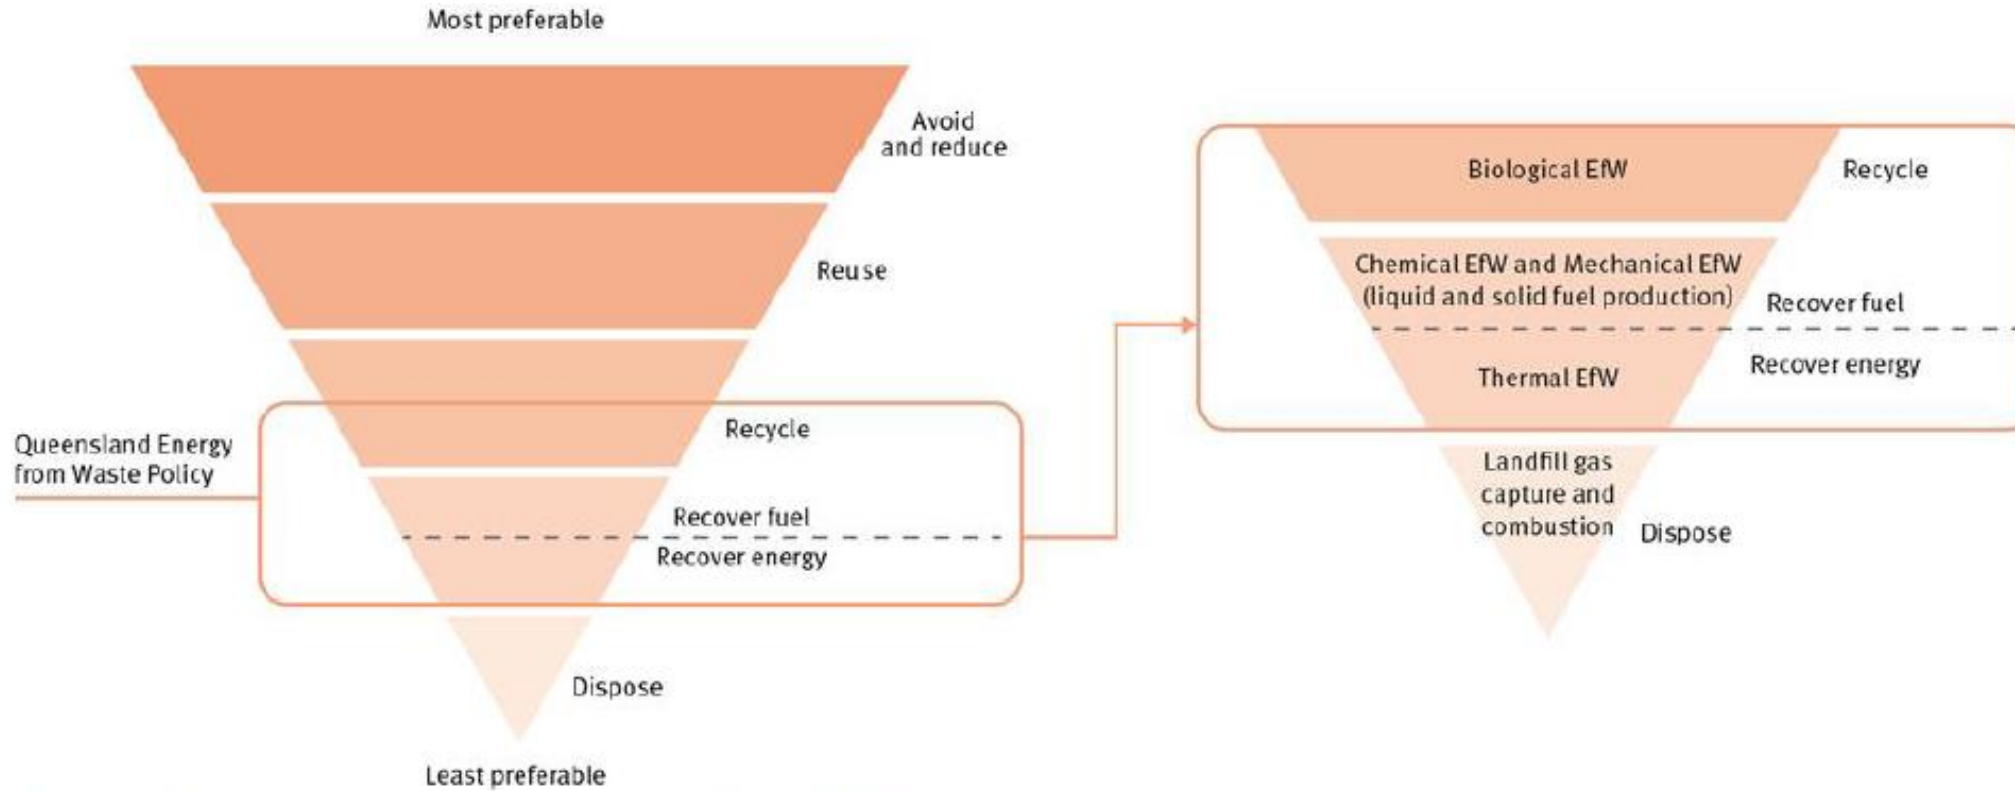 Most preferable
Avoid
and reduce
Reuse
Recycle
Queensland Energy
from Waste Policy
Recover fuel
Recover energy
Dispose
Least preferable
Biological EfW
Recycle
Chemical EfW and Mechanical EfW
(liquid and solid fuel production)
Recover fuel
Recover energy
Thermal EfW
Landfill gas
capture and
combustion
Dispose